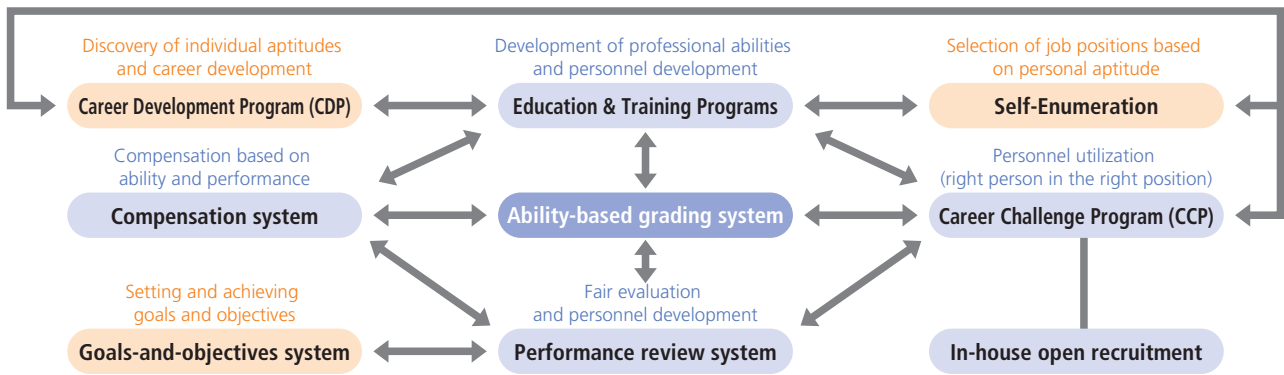 Discovery of individual aptitudes
and career development
Career Development Program (CDP)
Development of professional abilities
and personnel development
Education & Training Programs
Selection of job positions based
on personal aptitude
Self-Enumeration
Compensation based on
ability and performance
Compensation system
Ability-based grading system
Personnel utilization
(right person in the right position)
Career Challenge Program (CCP)
Setting and achieving
goals and objectives
Goals-and-objectives system
Fair evaluation
and personnel development
Performance review system
In-house open recruitment